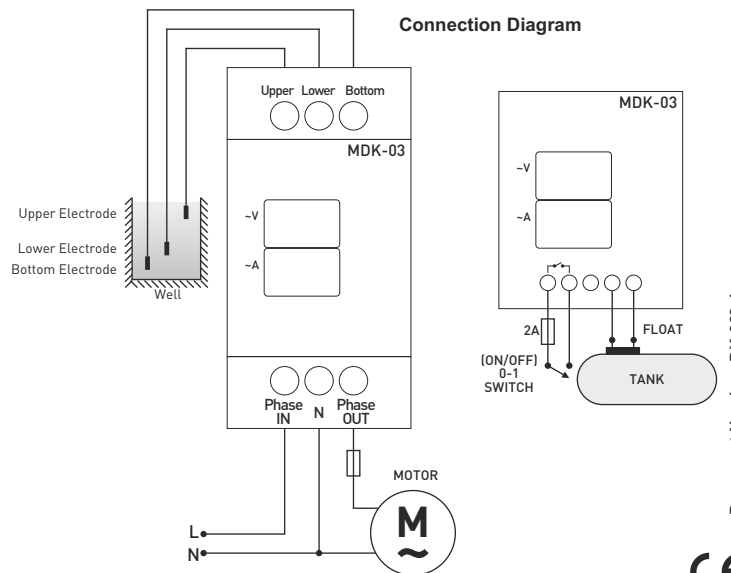 Connection Diagram
Upper Lower Bottom
MDK-03
~V
~A
Upper Electrode
Lower Electrode
Bottom Electrode
Well
Phase IN
N
Phase OUT
MOTOR
M
~
L
N
MDK-03
~V
~A
2A
FLOAT
(ON/OFF)
0-1
SWITCH
TANK
CE